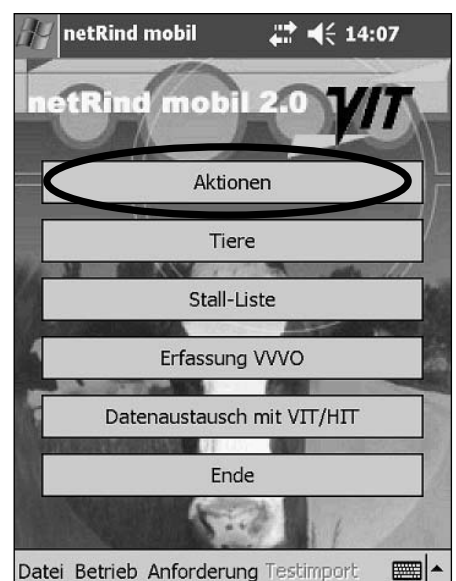 netRind mobil 14:07
netRind mobil 2.0 VIT
Aktionen
Tiere
Stall-Liste
Erfassung VVVO
Datenaustausch mit VIT/HIT
Ende
Datei Betrieb Anforderung Testimport